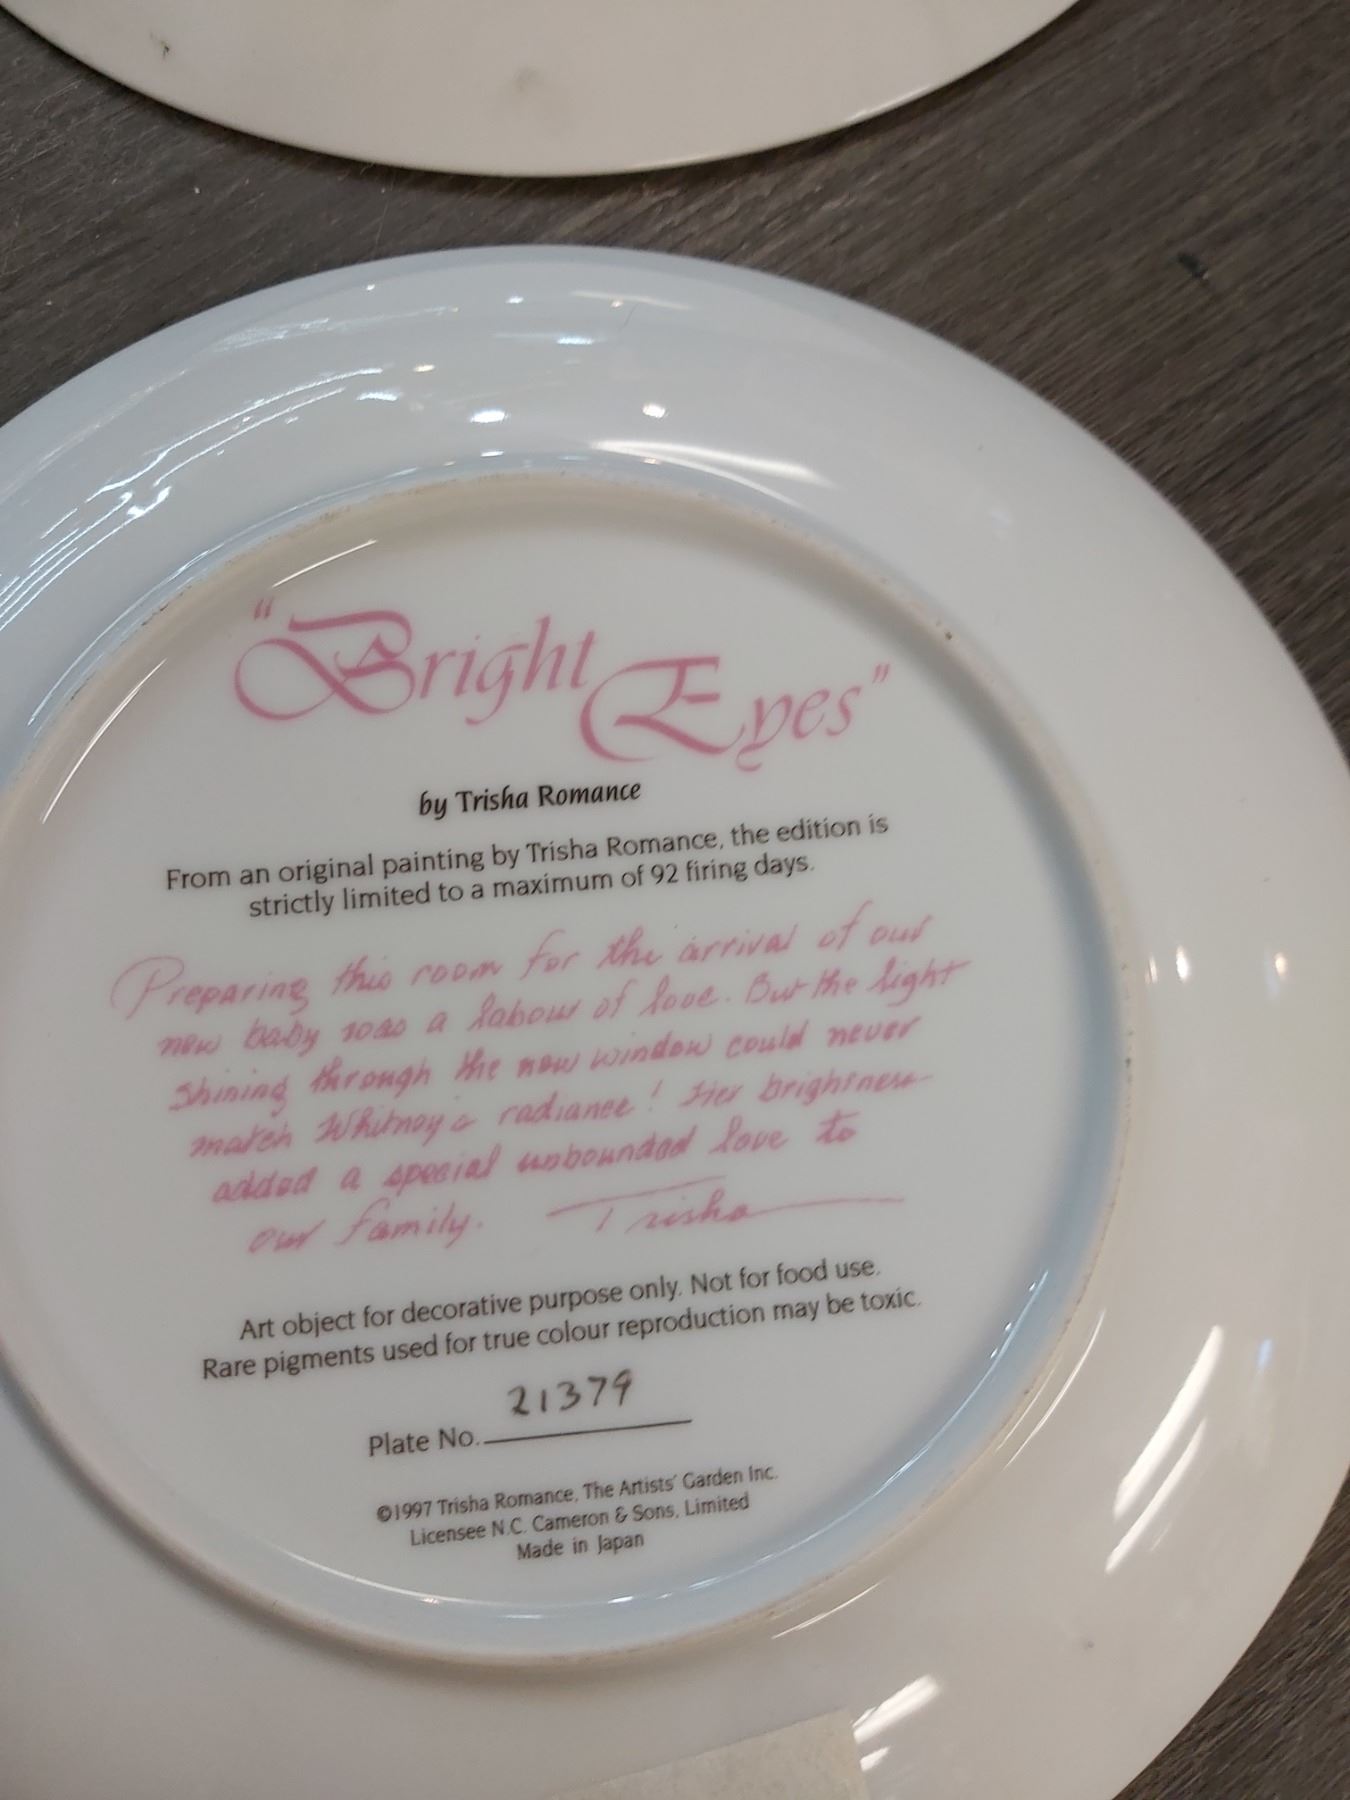 "Bright Eyes"
by Trisha Romance
From an original painting by Trisha Romance, the edition is
strictly limited to a maximum of 92 firing days.
Preparing this room for the arrival of our
new baby was a labour of love. But the light
shining through the new window could never
match Whitney's radiance! Her brightness
added a special unbounded love to
our family. Trisha
Art object for decorative purpose only. Not for food use.
Rare pigments used for true colour reproduction may be toxic.
21379
Plate No.
©1997 Trisha Romance, The Artists' Garden Inc.
Licensee N.C. Cameron & Sons, Limited
Made in Japan